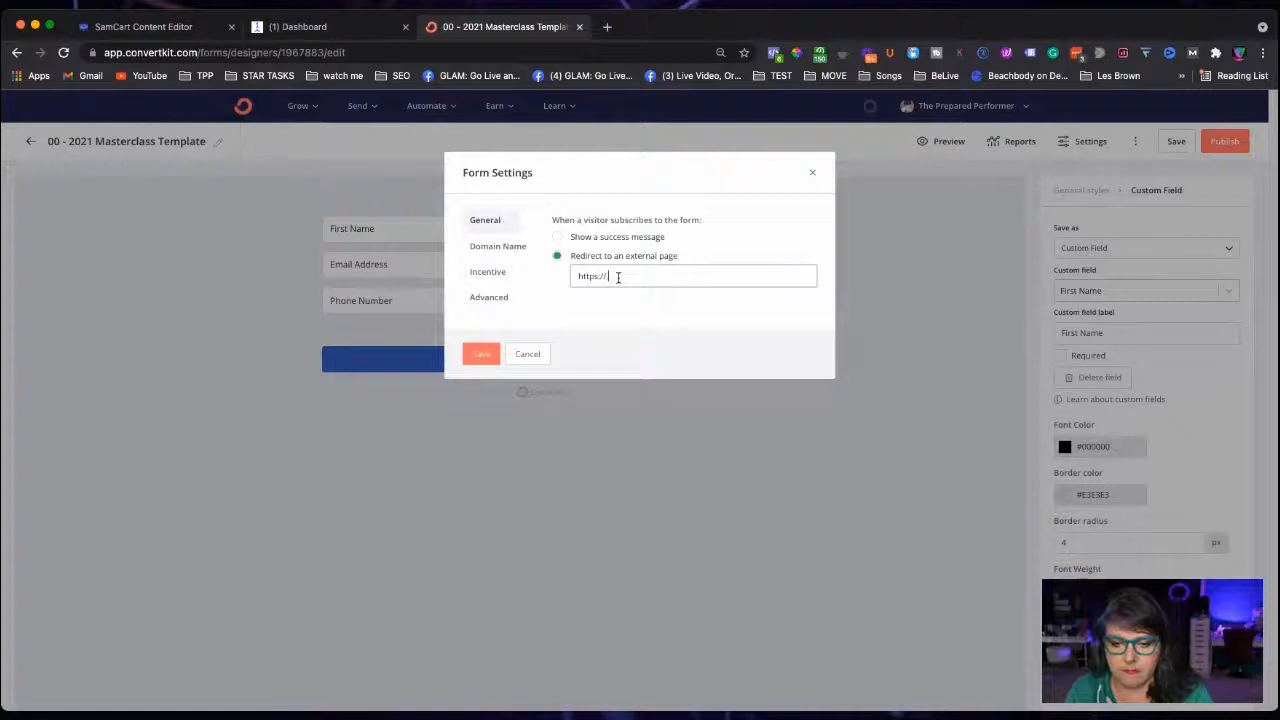 SamCart Content Editor
(1) Dashboard
00 - 2021 Masterclass Templat
app.convertkit.com/forms/designers/1967883/edit
Apps
Gmail
YouTube
TPP
STAR TASKS
watch me
SEO
GLAM: Go Live an...
(4) GLAM: Go Live...
(3) Live Video, Or...
TEST
MOVE
Songs
BeLive
Beachbody on De...
Les Brown
»
Reading List
Grow
Send
Automate
Earn
Learn
The Prepared Performer
00 - 2021 Masterclass Template
Preview
Reports
Settings
Save
Publish
Form Settings
General
Domain Name
Incentive
Advanced
When a visitor subscribes to the form:
Show a success message
Redirect to an external page
https://
Save
Cancel
First Name
Email Address
Phone Number
General styles
Custom Field
Save as
Custom Field
Custom field
First Name
Custom field label
First Name
Required
Delete field
Learn about custom fields
Font Color
#000000
Border color
#E3E3E3
Border radius
4
px
Font Weight